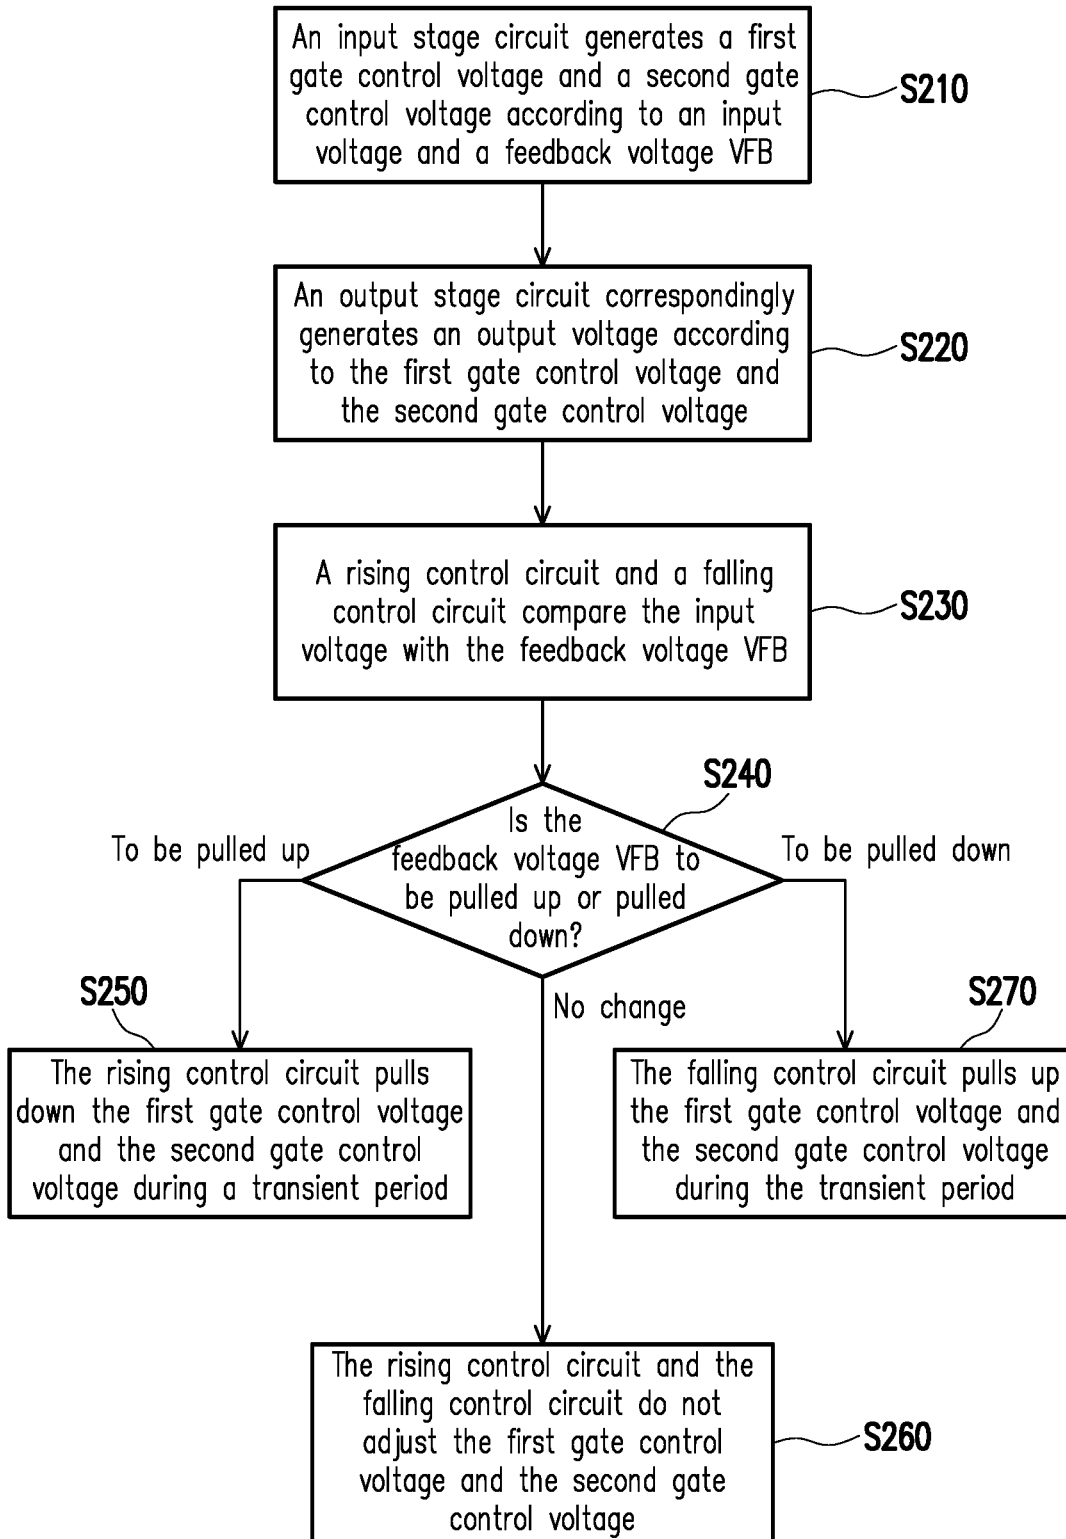 An input stage circuit generates a first
gate control voltage and a second gate
control voltage according to an input
voltage and a feedback voltage VFB
S210
An output stage circuit correspondingly
generates an output voltage according
to the first gate control voltage and
the second gate control voltage
S220
A rising control circuit and a falling
control circuit compare the input
voltage with the feedback voltage VFB
S230
S240
Is the
feedback voltage VFB to
be pulled up or pulled
down?
To be pulled up
To be pulled down
No change
S250
The rising control circuit pulls
down the first gate control voltage
and the second gate control
voltage during a transient period
S270
The falling control circuit pulls up
the first gate control voltage and
the second gate control voltage
during the transient period
The rising control circuit and the
falling control circuit do not
adjust the first gate control
voltage and the second gate
control voltage
S260